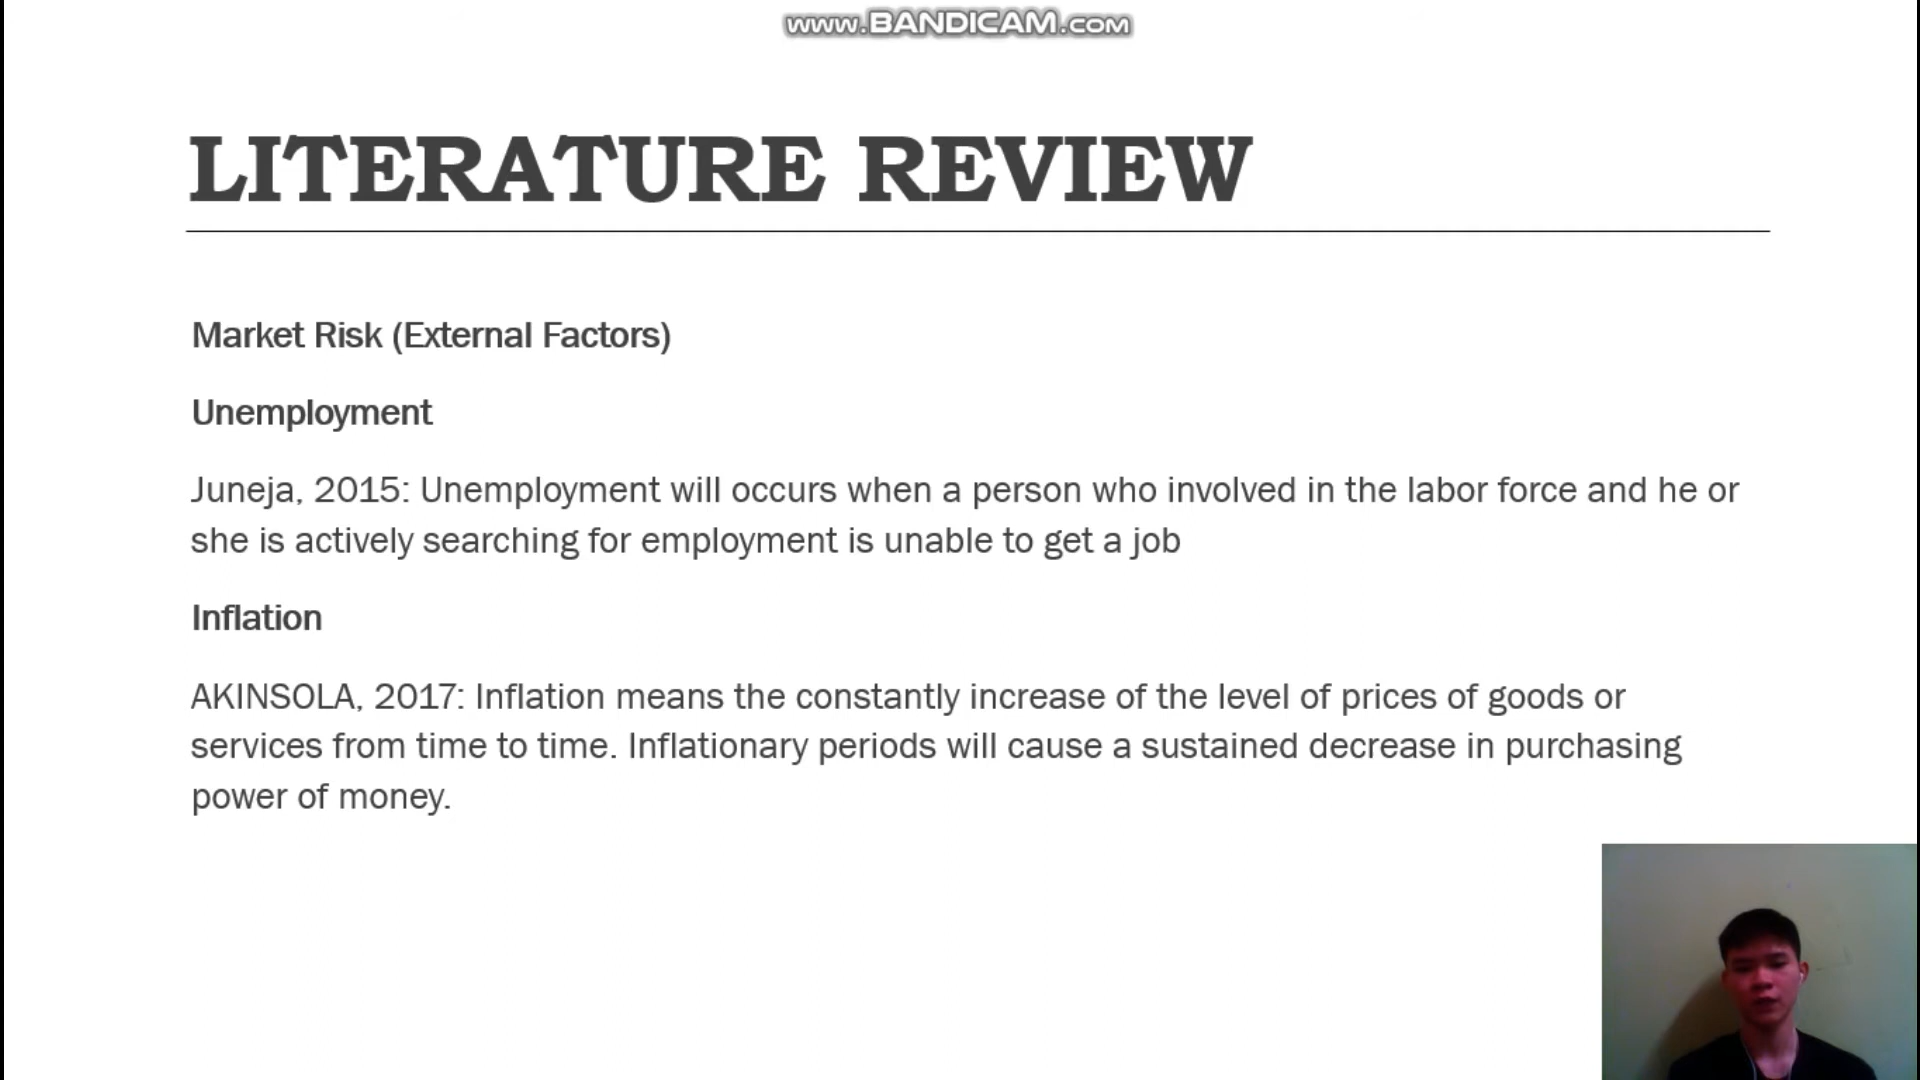 www.BANDICAM.com
LITERATURE REVIEW
Market Risk (External Factors)
Unemployment
Juneja, 2015: Unemployment will occurs when a person who involved in the labor force and he or
she is actively searching for employment is unable to get a job
Inflation
AKINSOLA, 2017: Inflation means the constantly increase of the level of prices of goods or
services from time to time. Inflationary periods will cause a sustained decrease in purchasing
power of money.